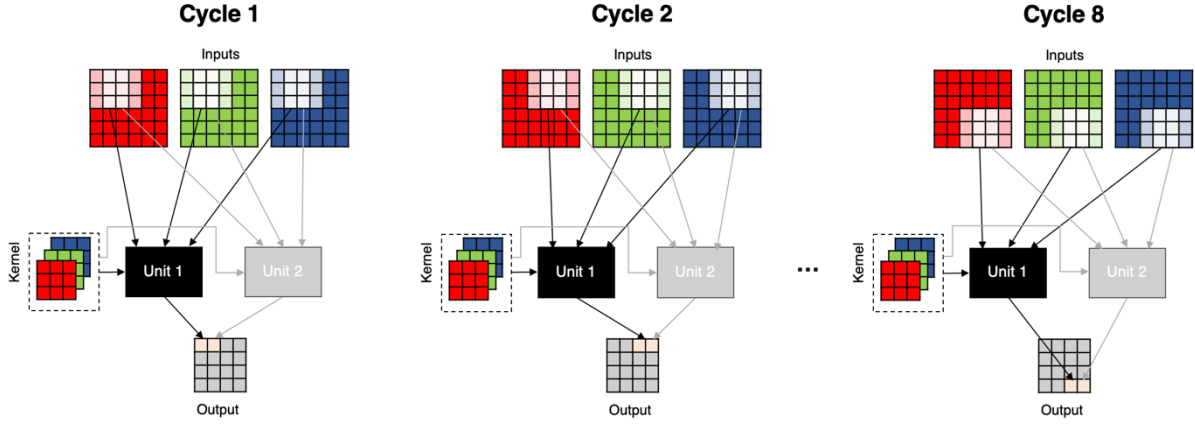 Cycle 1
Inputs
Kernel
Unit 1
Unit 2
Output
Cycle 2
Inputs
Kernel
Unit 1
Unit 2
Output
...
Cycle 8
Inputs
Kernel
Unit 1
Unit 2
Output